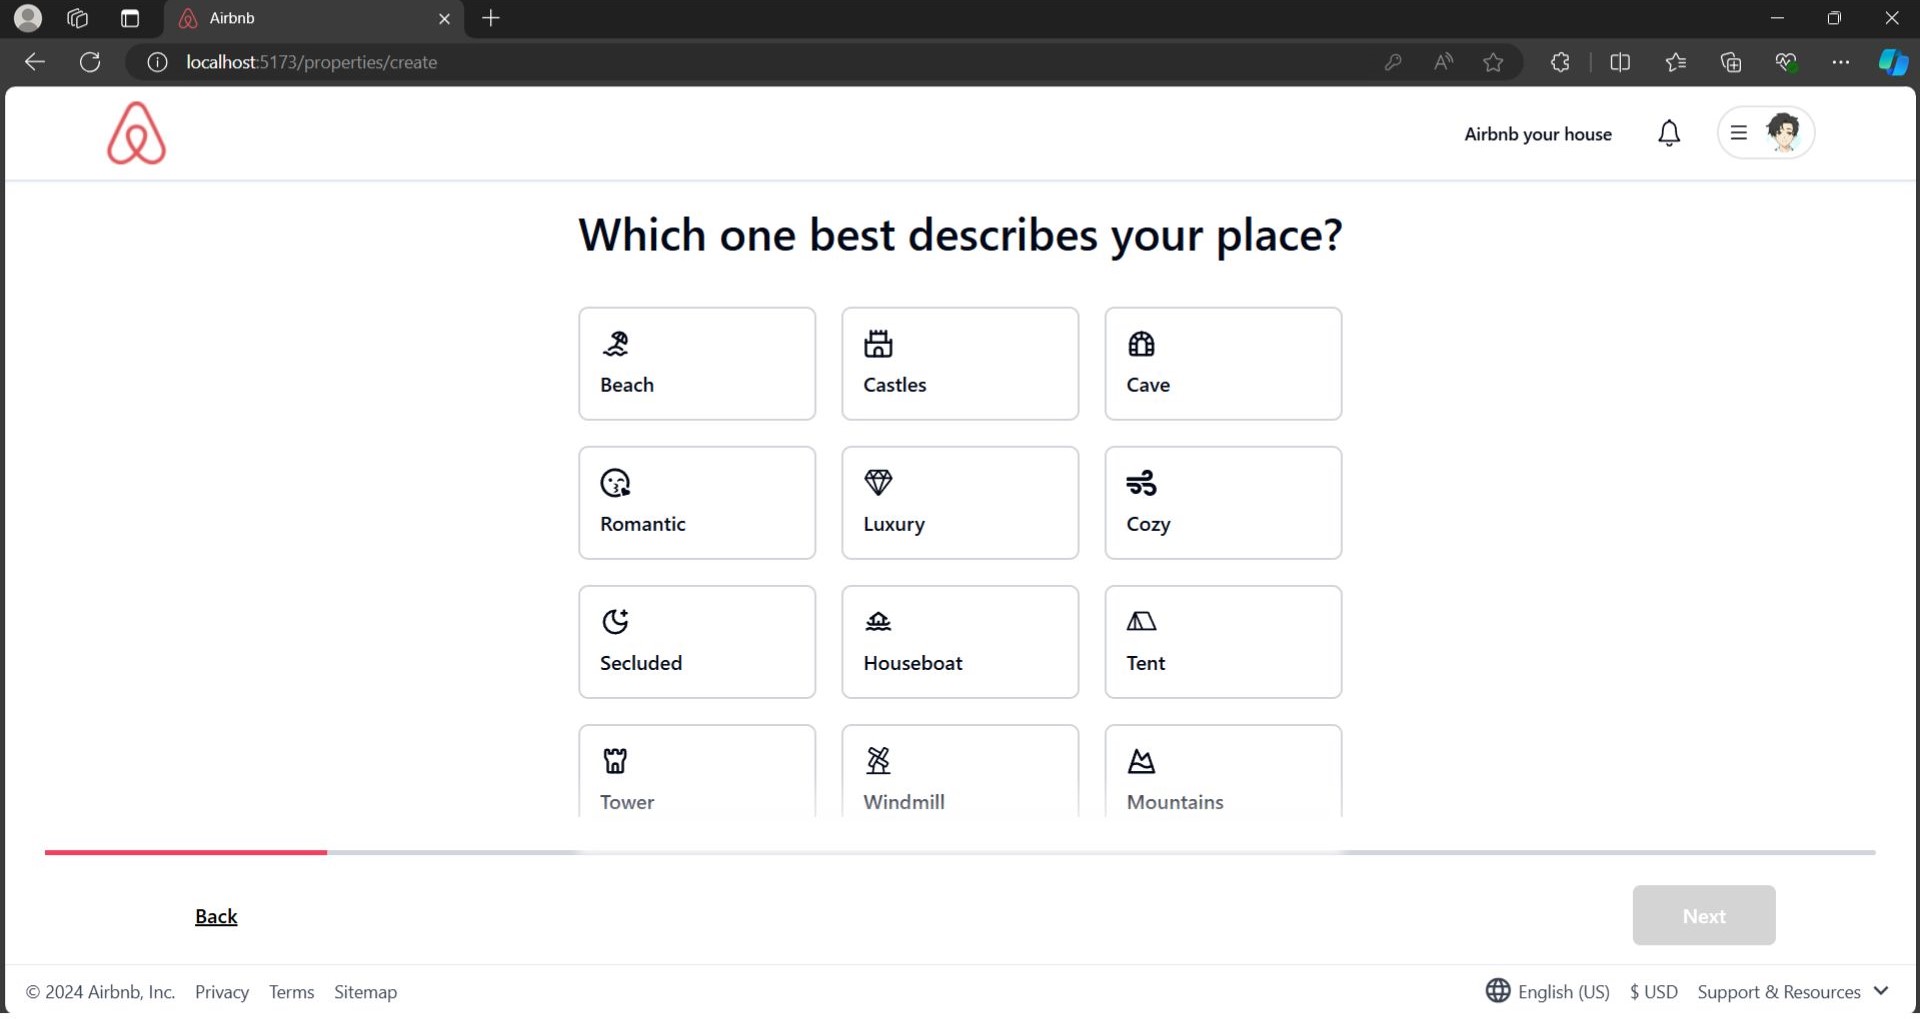 Airbnb
localhost:5173/properties/create
Airbnb your house
Which one best describes your place?
Beach
Castles
Cave
Romantic
Luxury
Cozy
Secluded
Houseboat
Tent
Tower
Windmill
Mountains
Back
Next
© 2024 Airbnb, Inc. Privacy Terms Sitemap
English (US) $ USD Support & Resources